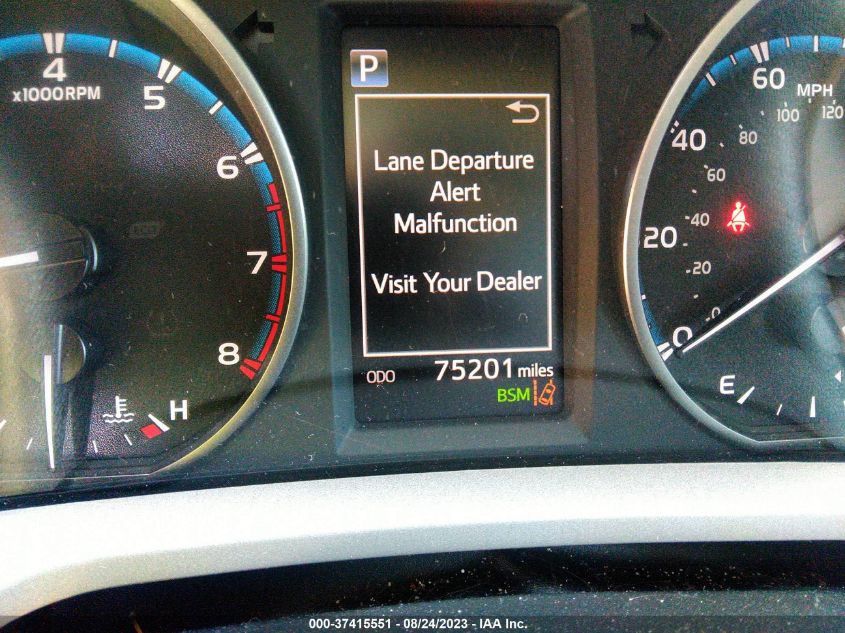 P
Lane Departure
Alert
Malfunction
Visit Your Dealer
ODO 75201 miles
BSM
4
x1000RPM
5
6
7
8
H
60
MPH
40
20
0
100
120
80
60
40
20
0
E
000-37415551 - 08/24/2023 - IAA Inc.